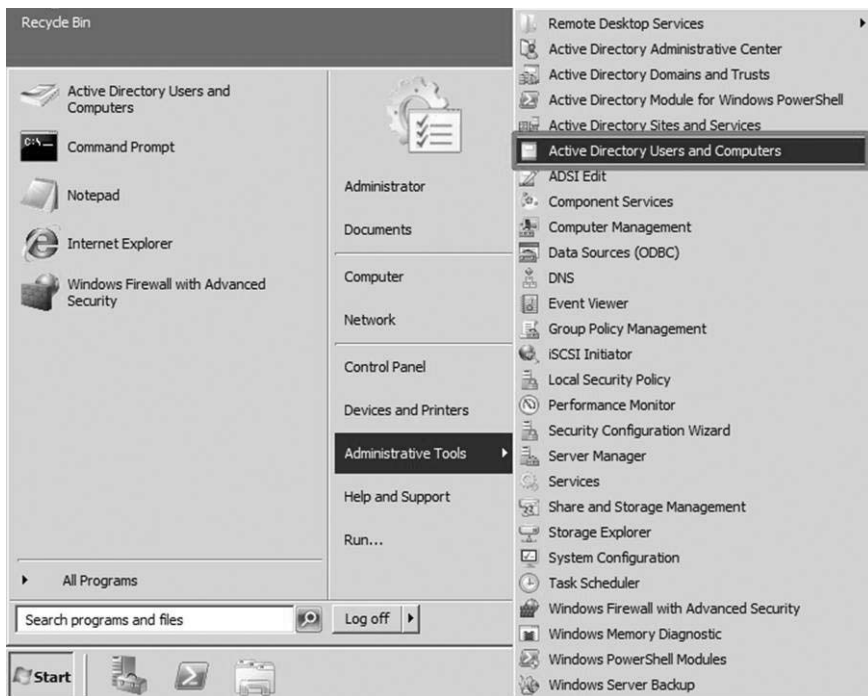 Recycle Bin
Active Directory Users and
Computers
C:\_
Command Prompt
Notepad
Internet Explorer
Windows Firewall with Advanced
Security
All Programs
Search programs and files
Administrator
Documents
Computer
Network
Control Panel
Devices and Printers
Administrative Tools
Help and Support
Run...
Log off
Remote Desktop Services
Active Directory Administrative Center
Active Directory Domains and Trusts
Active Directory Module for Windows PowerShell
Active Directory Sites and Services
Active Directory Users and Computers
ADSI Edit
Component Services
Computer Management
Data Sources (ODBC)
DNS
Event Viewer
Group Policy Management
iSCSI Initiator
Local Security Policy
Performance Monitor
Security Configuration Wizard
Server Manager
Services
Share and Storage Management
Storage Explorer
System Configuration
Task Scheduler
Windows Firewall with Advanced Security
Windows Memory Diagnostic
Windows PowerShell Modules
Windows Server Backup
Start